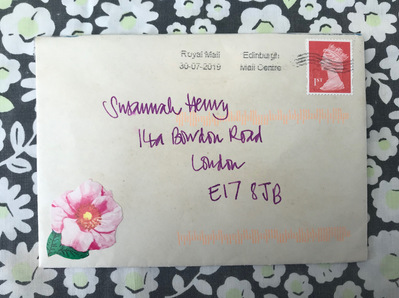 Royal Mail Edinburgh
30-07-2019 Mail Centre
1ST
Susannah Henry
14a Bowdon Road
London
E17 8JB